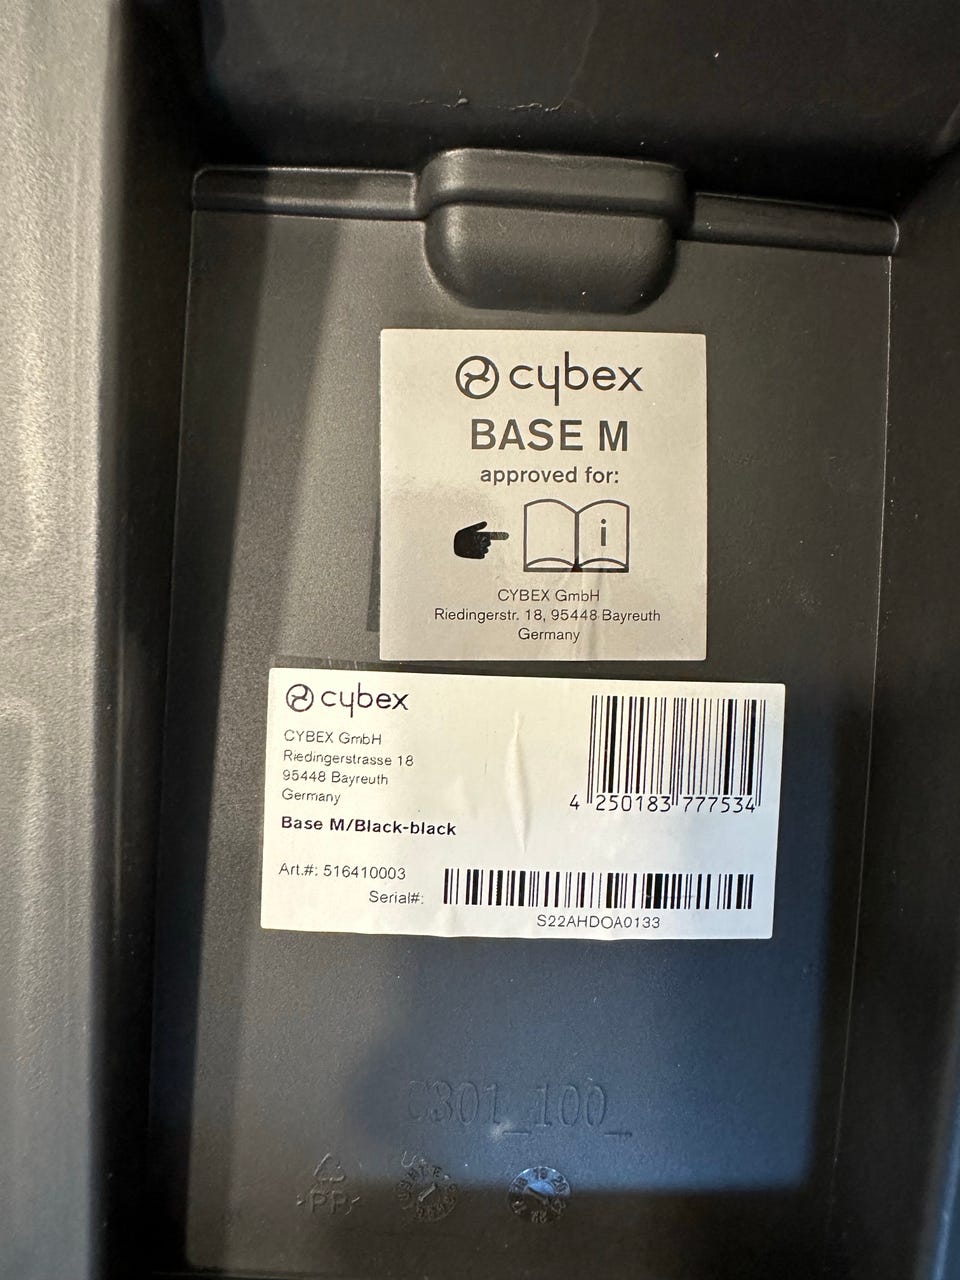 cybex
BASE M
approved for:
i
CYBEX GmbH
Riedingerstr. 18, 95448 Bayreuth
Germany
cybex
CYBEX GmbH
Riedingerstrasse 18
95448 Bayreuth
Germany
Base M/Black-black
4 250183 777534
Art.#: 516410003
Serial#:
S22AHDOA0133
301_100_
PP